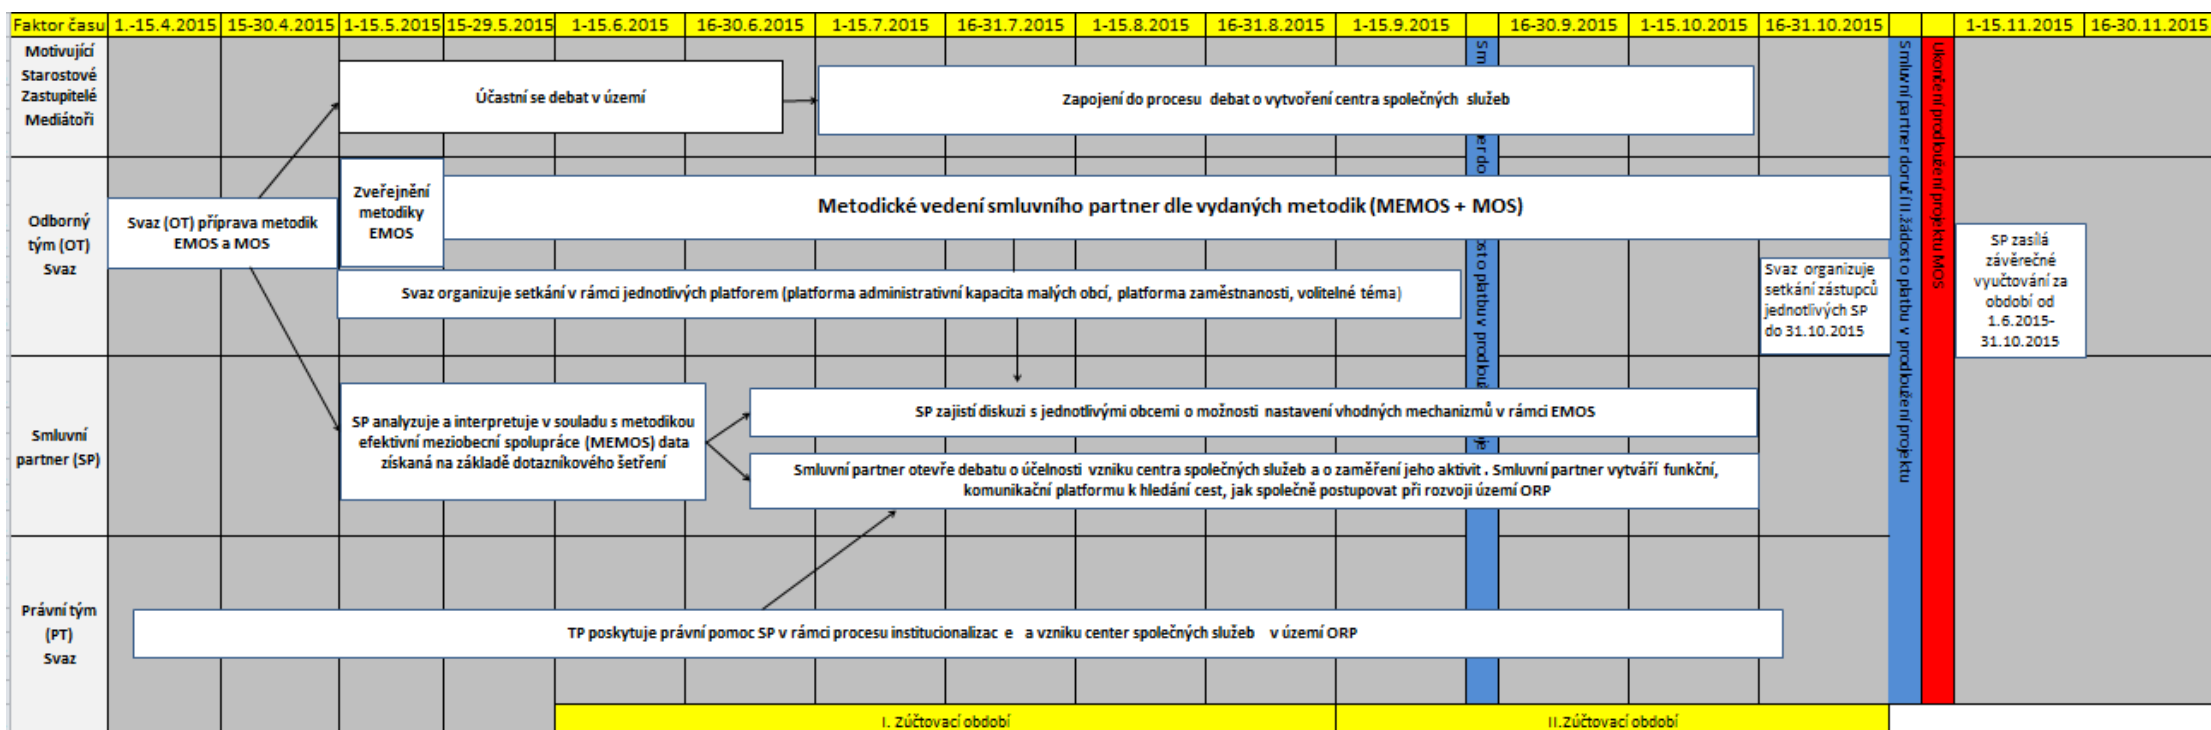 Faktor času 1.-15.4.2015 15-30.4.2015 1-15.5.2015 15-29.5.2015 1-15.6.2015 16-30.6.2015 1-15.7.2015 16-31.7.2015 1-15.8.2015 16-31.8.2015 1-15.9.2015 16-30.9.2015 1-15.10.2015 16-31.10.2015 1-15.11.2015 16-30.11.2015
Motivující
Starostové
Zastupitelé
Mediátoři
Účastní se debat v území
Zapojení do procesu debat o vytvoření centra společných služeb
Odborný
tým (OT)
Svaz
Svaz (OT) příprava metodik
EMOS a MOS
Zveřejnění
metodiky
EMOS
Metodické vedení smluvního partner dle vydaných metodik (MEMOS + MOS)
Svaz organizuje setkání v rámci jednotlivých platforem (platforma administrativní kapacita malých obcí, platforma zaměstnanosti, volitelné téma)
Svaz organizuje
setkání zástupců
jednotlivých SP
do 31.10.2015
SP zasílá
závěrečné
vyučtování za
období od
1.6.2015-
31.10.2015
Smluvní
partner (SP)
SP analyzuje a interpretuje v souladu s metodikou
efektivní meziobecní spolupráce (MEMOS) data
získaná na základě dotazníkového šetření
SP zajistí diskuzi s jednotlivými obcemi o možnosti nastavení vhodných mechanizmů v rámci EMOS
Smluvní partner otevře debatu o účelnosti vzniku centra společných služeb a o zaměření jeho aktivit . Smluvní partner vytváří funkční,
komunikační platformu k hledání cest, jak společně postupovat při rozvoji území ORP
Právní tým
(PT)
Svaz
TP poskytuje právní pomoc SP v rámci procesu institucionalizac e a vzniku center společných služeb v území ORP
Sm er do ost o platbu v prodlouž je
Smluvní partner doručí II.žádost o platbu v prodloužení projektu
Ukončení prodloužení projektu MOS
I. Zúčtovací období
II.Zúčtovací období